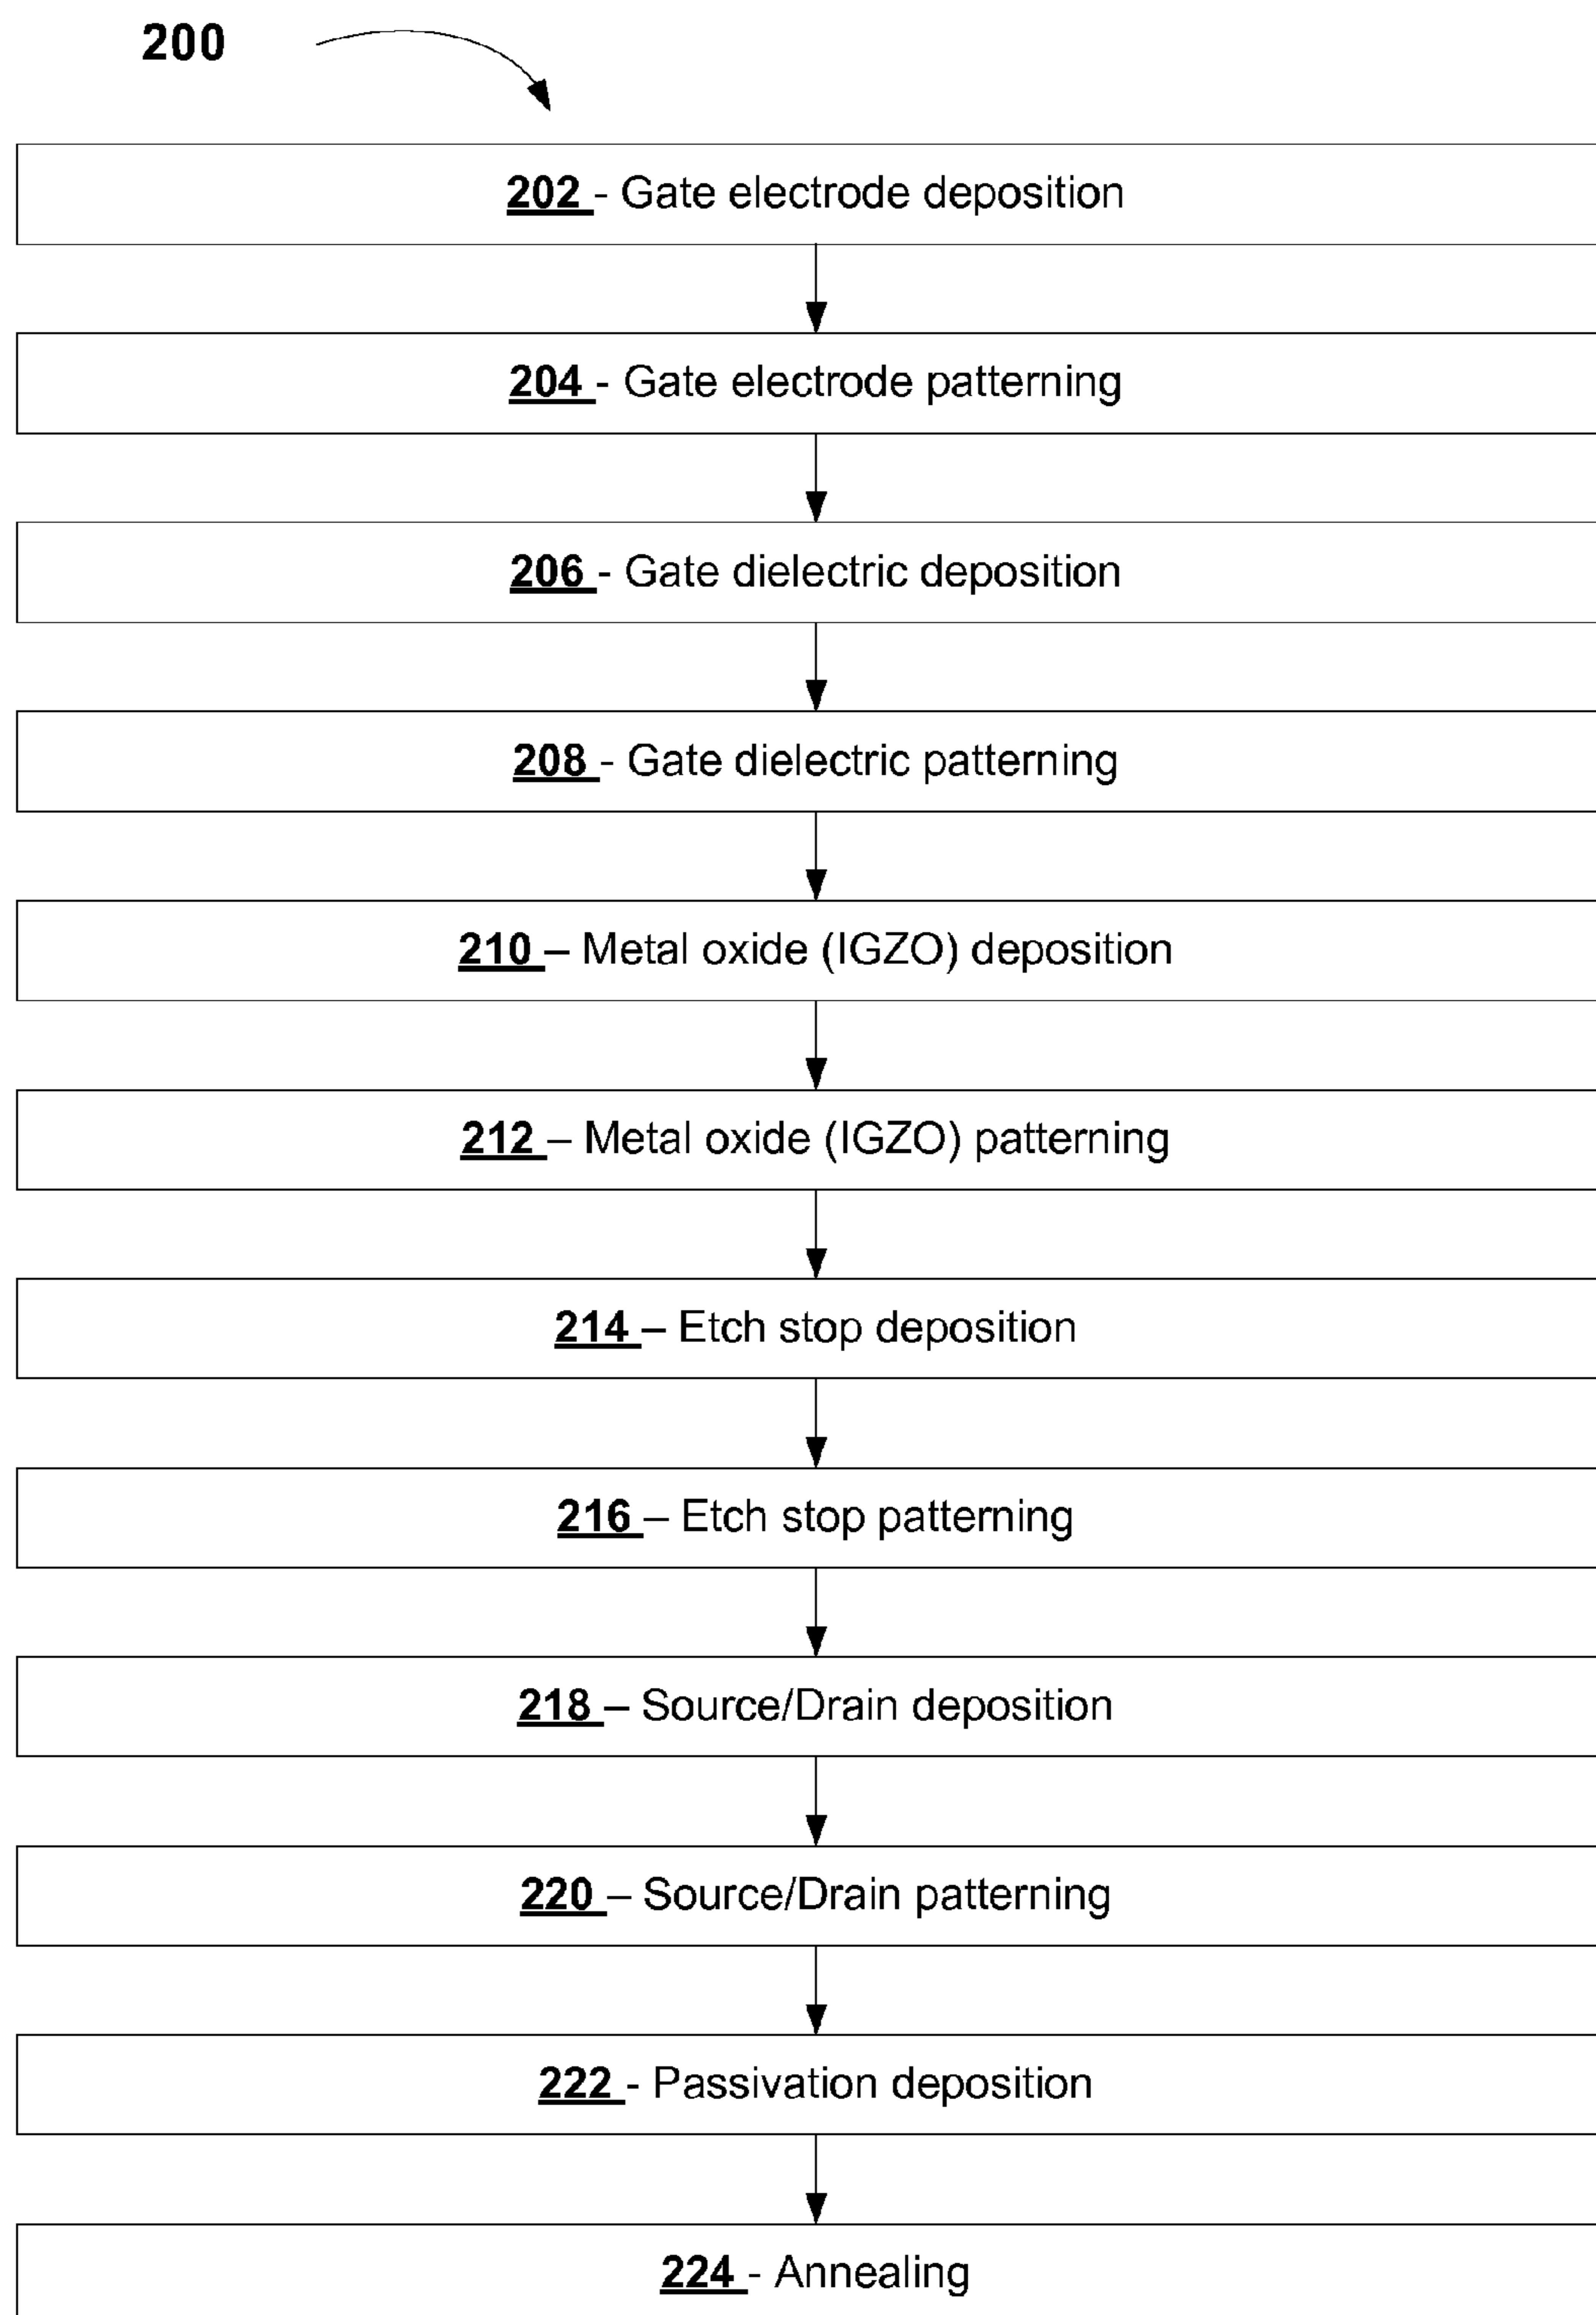 200
202 - Gate electrode deposition
204 - Gate electrode patterning
206 - Gate dielectric deposition
208 - Gate dielectric patterning
210 – Metal oxide (IGZO) deposition
212 – Metal oxide (IGZO) patterning
214 – Etch stop deposition
216 – Etch stop patterning
218 – Source/Drain deposition
220 – Source/Drain patterning
222 - Passivation deposition
224 - Annealing